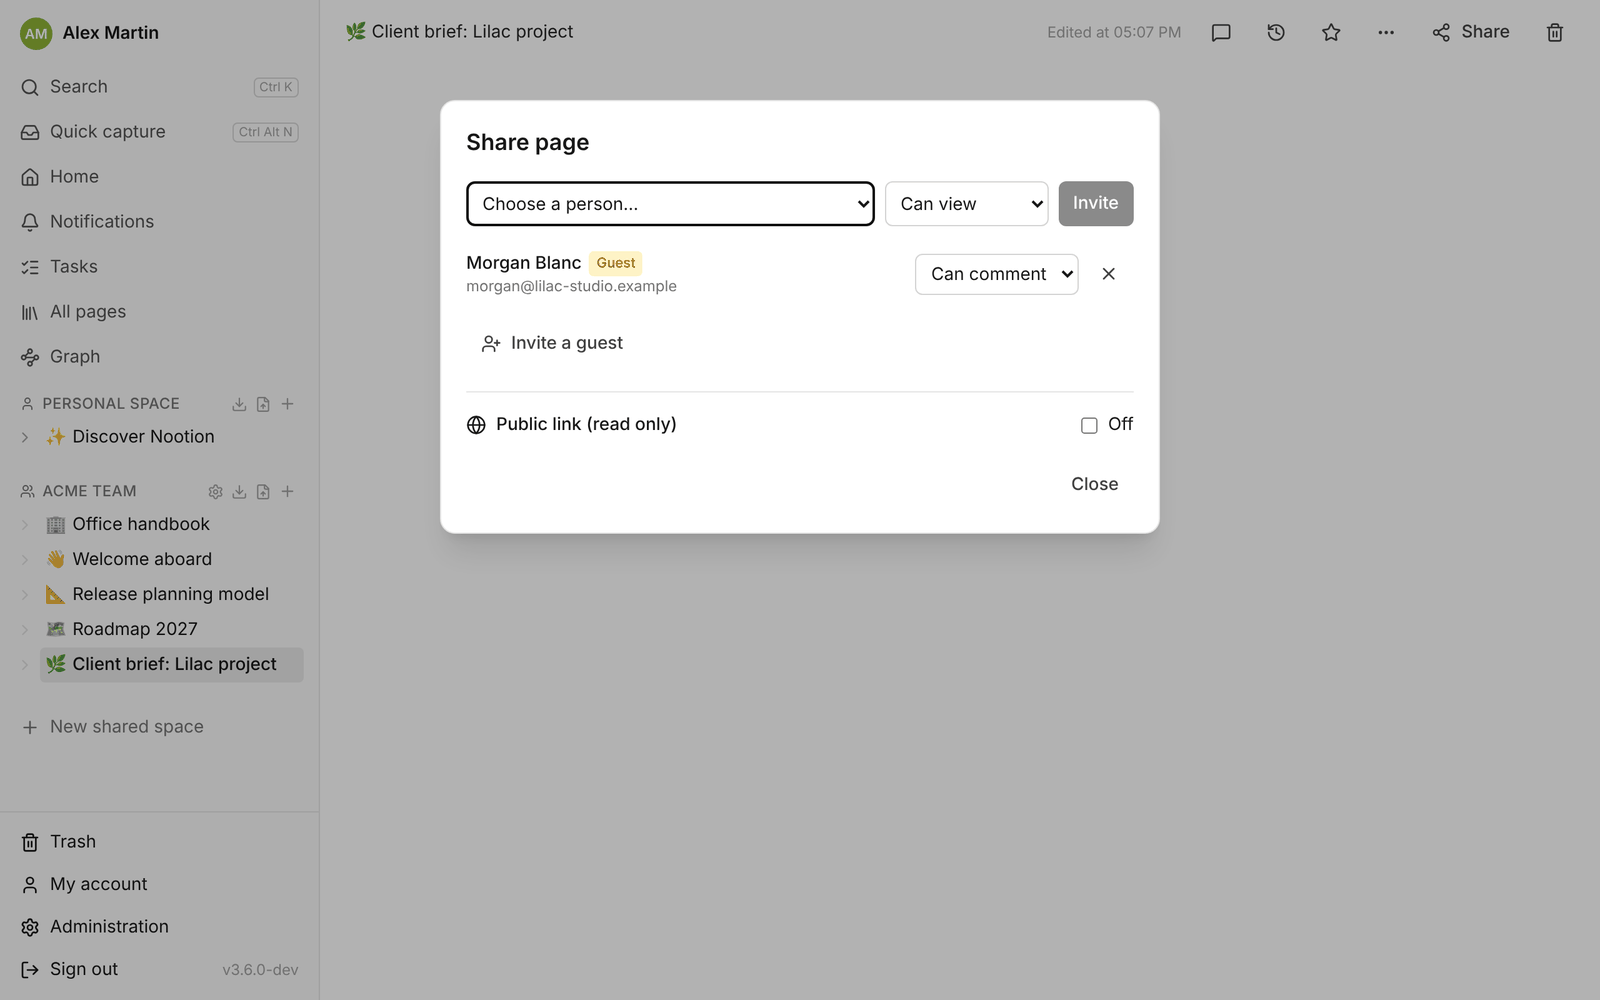 AM Alex Martin
Search Ctrl K
Quick capture Ctrl Alt N
Home
Notifications
Tasks
All pages
Graph
PERSONAL SPACE
Discover Nootion
ACME TEAM
Office handbook
Welcome aboard
Release planning model
Roadmap 2027
Client brief: Lilac project
New shared space
Trash
My account
Administration
Sign out v3.6.0-dev
Client brief: Lilac project Edited at 05:07 PM Share
Share page
Choose a person... Can view Invite
Morgan Blanc Guest
morgan@lilac-studio.example
Can comment
Invite a guest
Public link (read only) Off
Close